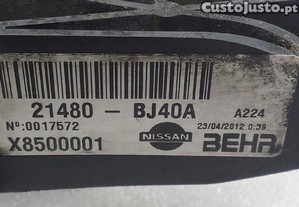 CustoJusto.pt
21480 - BJ40A A224
Nº:0017572 NISSAN 23/04/2012 0:39
X8500001 BEHR